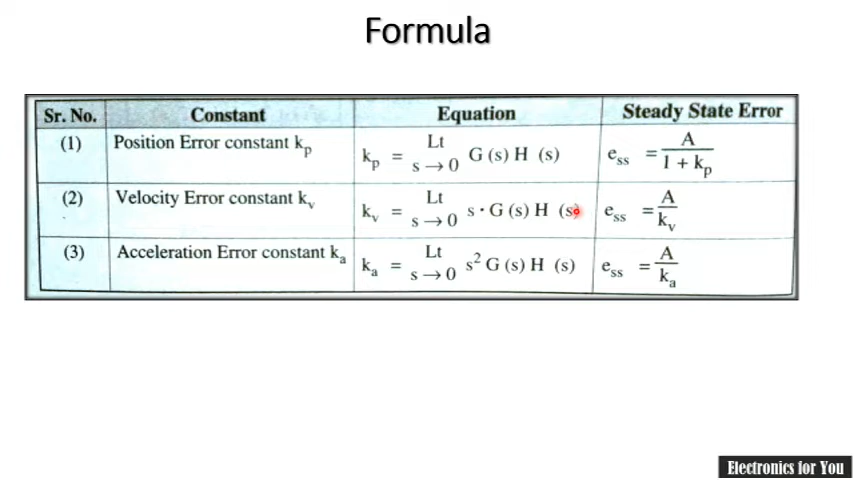 Formula
Sr. No. Constant Equation Steady State Error
(1) Position Error constant kp kp = Lt s → 0 G (s) H (s) ess = A / 1 + kp
(2) Velocity Error constant kv kv = Lt s → 0 s · G (s) H (s) ess = A / kv
(3) Acceleration Error constant ka ka = Lt s → 0 s² G (s) H (s) ess = A / ka
Electronics for You